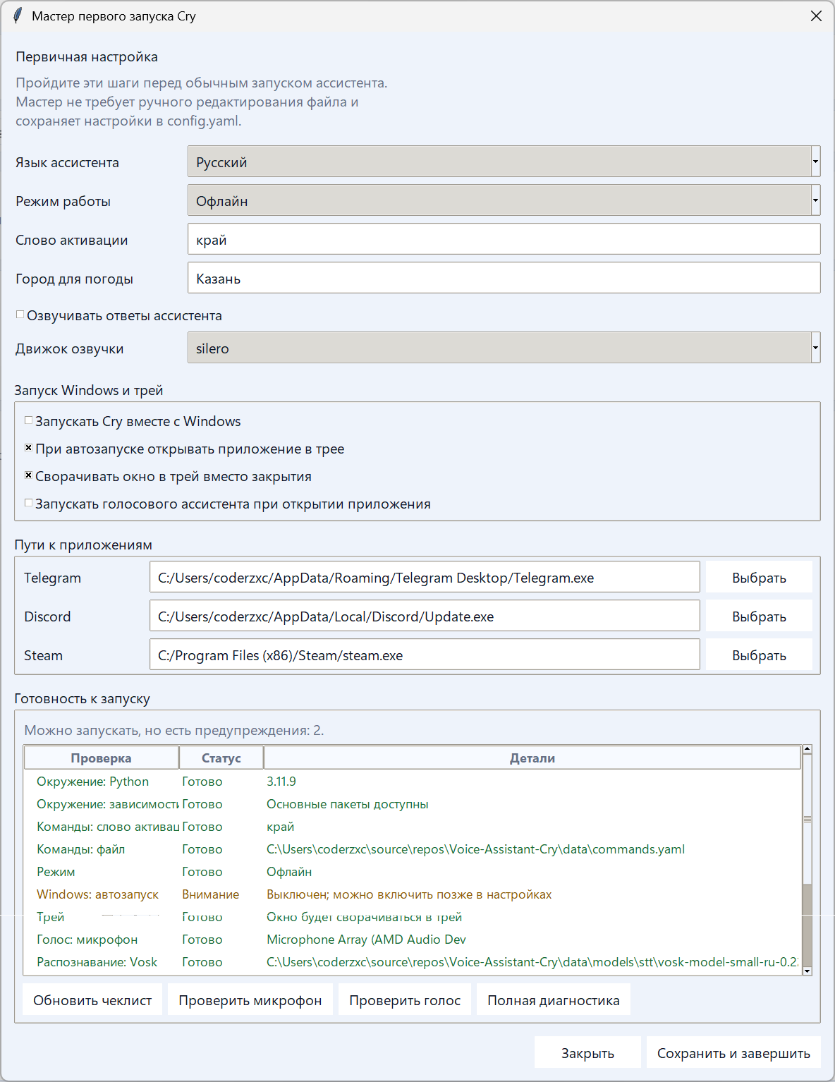 Мастер первого запуска Cry
Первичная настройка
Пройдите эти шаги перед обычным запуском ассистента.
Мастер не требует ручного редактирования файла и
сохраняет настройки в config.yaml.
Язык ассистента Русский
Режим работы Офлайн
Слово активации край
Город для погоды Казань
Озвучивать ответы ассистента
Движок озвучки silero
Запуск Windows и трей
Запускать Cry вместе с Windows
При автозапуске открывать приложение в трее
Сворачивать окно в трей вместо закрытия
Запускать голосового ассистента при открытии приложения
Пути к приложениям
Telegram C:/Users/coderzxc/AppData/Roaming/Telegram Desktop/Telegram.exe Выбрать
Discord C:/Users/coderzxc/AppData/Local/Discord/Update.exe Выбрать
Steam C:/Program Files (x86)/Steam/steam.exe Выбрать
Готовность к запуску
Можно запускать, но есть предупреждения: 2.
Проверка Статус Детали
Окружение: Python Готово 3.11.9
Окружение: зависимости Готово Основные пакеты доступны
Команды: слово активац Готово край
Команды: файл Готово C:\Users\coderzxc\source\repos\Voice-Assistant-Cry\data\commands.yaml
Режим Готово Офлайн
Windows: автозапуск Внимание Выключен; можно включить позже в настройках
Трей Готово Окно будет сворачиваться в трей
Голос: микрофон Готово Microphone Array (AMD Audio Dev
Распознавание: Vosk Готово C:\Users\coderzxc\source\repos\Voice-Assistant-Cry\data\models\stt\vosk-model-small-ru-0.2.
Обновить чеклист Проверить микрофон Проверить голос Полная диагностика
Закрыть Сохранить и завершить